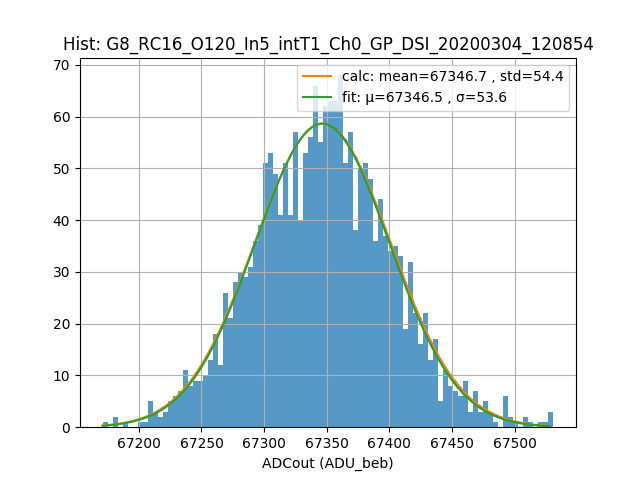 Hist: G8_RC16_O120_In5_intT1_Ch0_GP_DSI_20200304_120854
calc: mean=67346.7 , std=54.4
fit: μ=67346.5 , σ=53.6
70
60
50
40
30
20
10
0
67200 67250 67300 67350 67400 67450 67500
ADCout (ADU_beb)